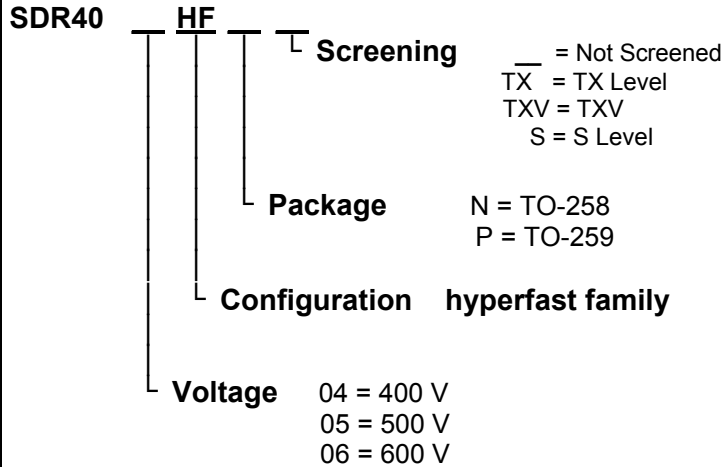 SDR40 __ HF __ __
Screening __ = Not Screened
TX = TX Level
TXV = TXV
S = S Level
Package N = TO-258
P = TO-259
Configuration hyperfast family
Voltage 04 = 400 V
05 = 500 V
06 = 600 V